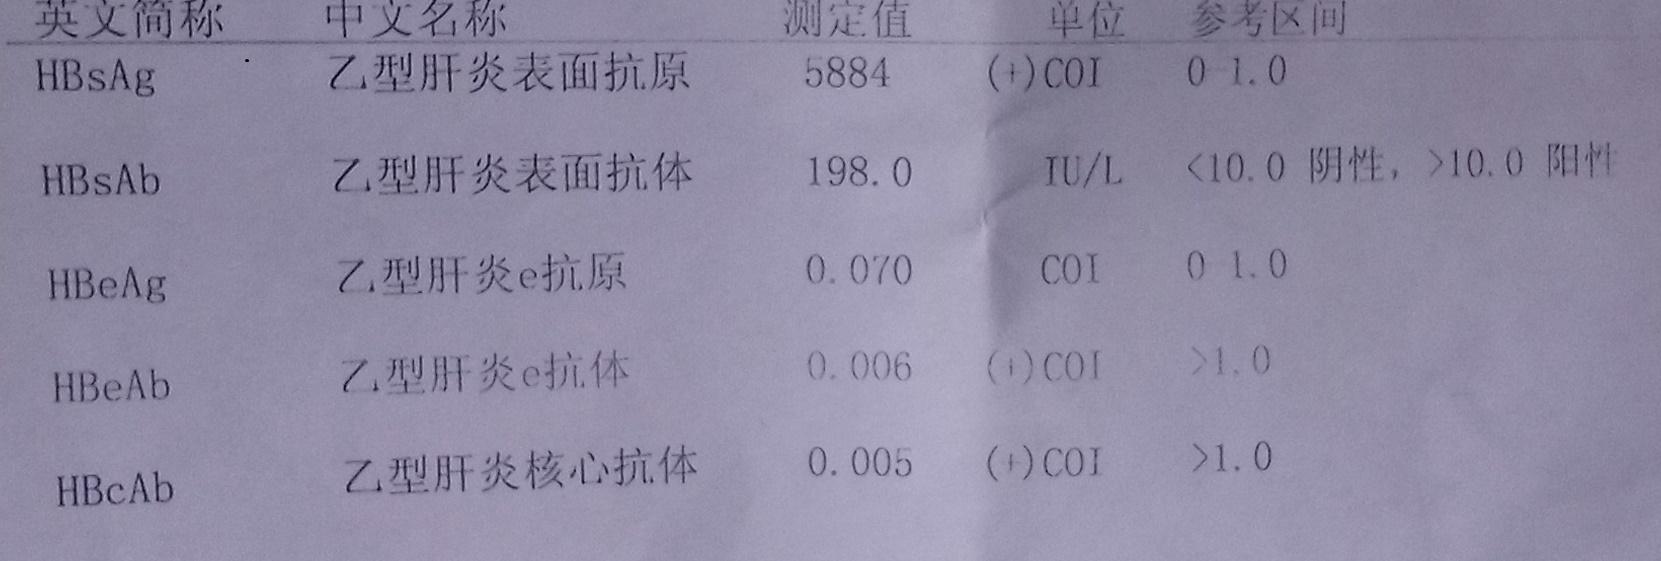 英文简称 中文名称 测定值 单位 参考区间
HBsAg 乙型肝炎表面抗原 5884 (+)COI 0-1.0
HBsAb 乙型肝炎表面抗体 198.0 IU/L <10.0 阴性, >10.0 阳性
HBeAg 乙型肝炎e抗原 0.070 COI 0-1.0
HBeAb 乙型肝炎e抗体 0.006 (+)COI >1.0
HBcAb 乙型肝炎核心抗体 0.005 (+)COI >1.0